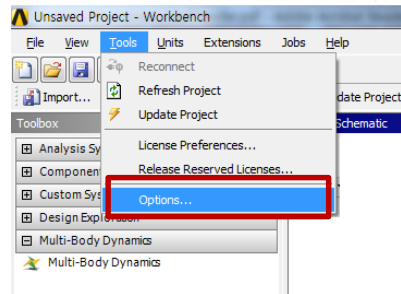 Unsaved Project - Workbench
File View Tools Units Extensions Jobs Help
Reconnect
Import...
Refresh Project
date Project
Toolbox
Update Project
Schematic
Analysis Sy
License Preferences...
Componen
Release Reserved Licenses...
Custom Sys
Options...
Design Exploration
Multi-Body Dynamics
Multi-Body Dynamics